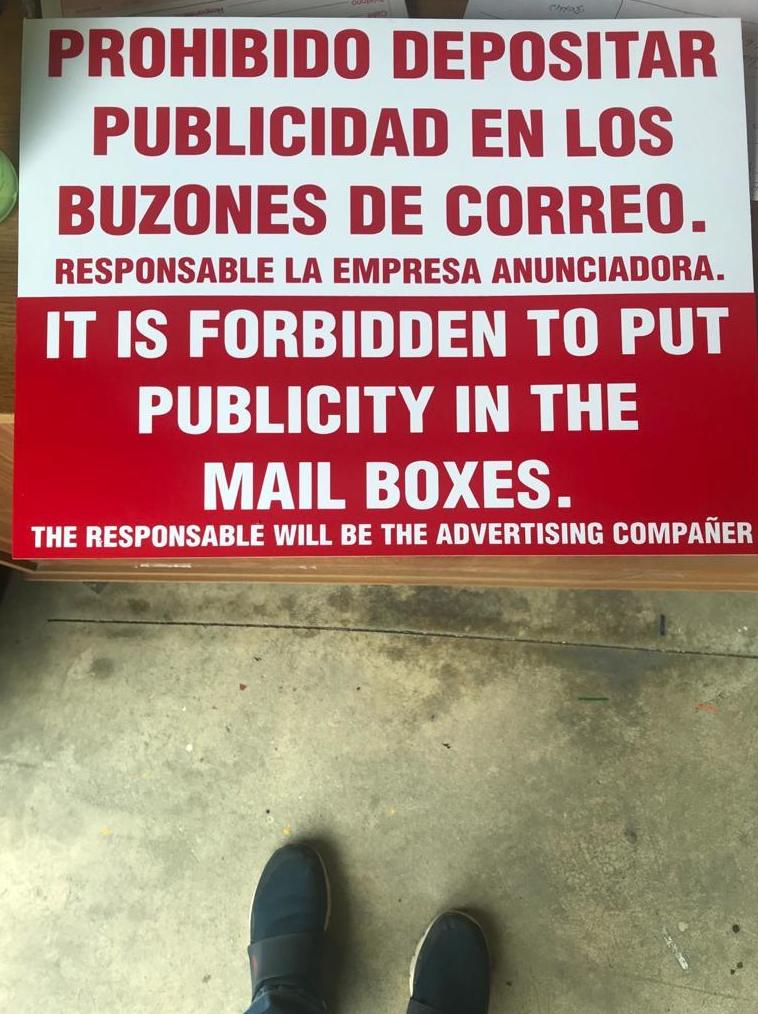 PROHIBIDO DEPOSITAR
PUBLICIDAD EN LOS
BUZONES DE CORREO.
RESPONSABLE LA EMPRESA ANUNCIADORA.
IT IS FORBIDDEN TO PUT
PUBLICITY IN THE
MAIL BOXES.
THE RESPONSABLE WILL BE THE ADVERTISING COMPAÑER